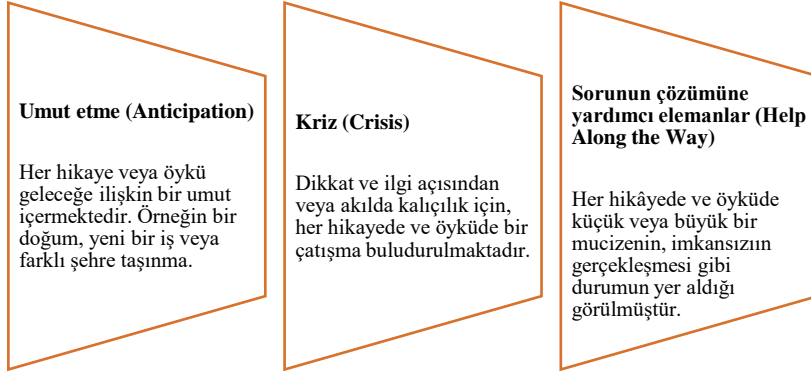 Umut etme (Anticipation)
Her hikaye veya öykü
geleceğe ilişkin bir umut
içermektedir. Örneğin bir
doğum, yeni bir iş veya
farklı şehre taşınma.
Kriz (Crisis)
Dikkat ve ilgi açısından
veya akılda kalıçılık için,
her hikayede ve öyküde bir
çatışma buludurulmaktadır.
Sorunun çözümüne
yardımcı elemanlar (Help
Along the Way)
Her hikâyede ve öyküde
küçük veya büyük bir
mucizenin, imkansızıın
gerçekleşmesi gibi
durumun yer aldığı
görülmüştür.